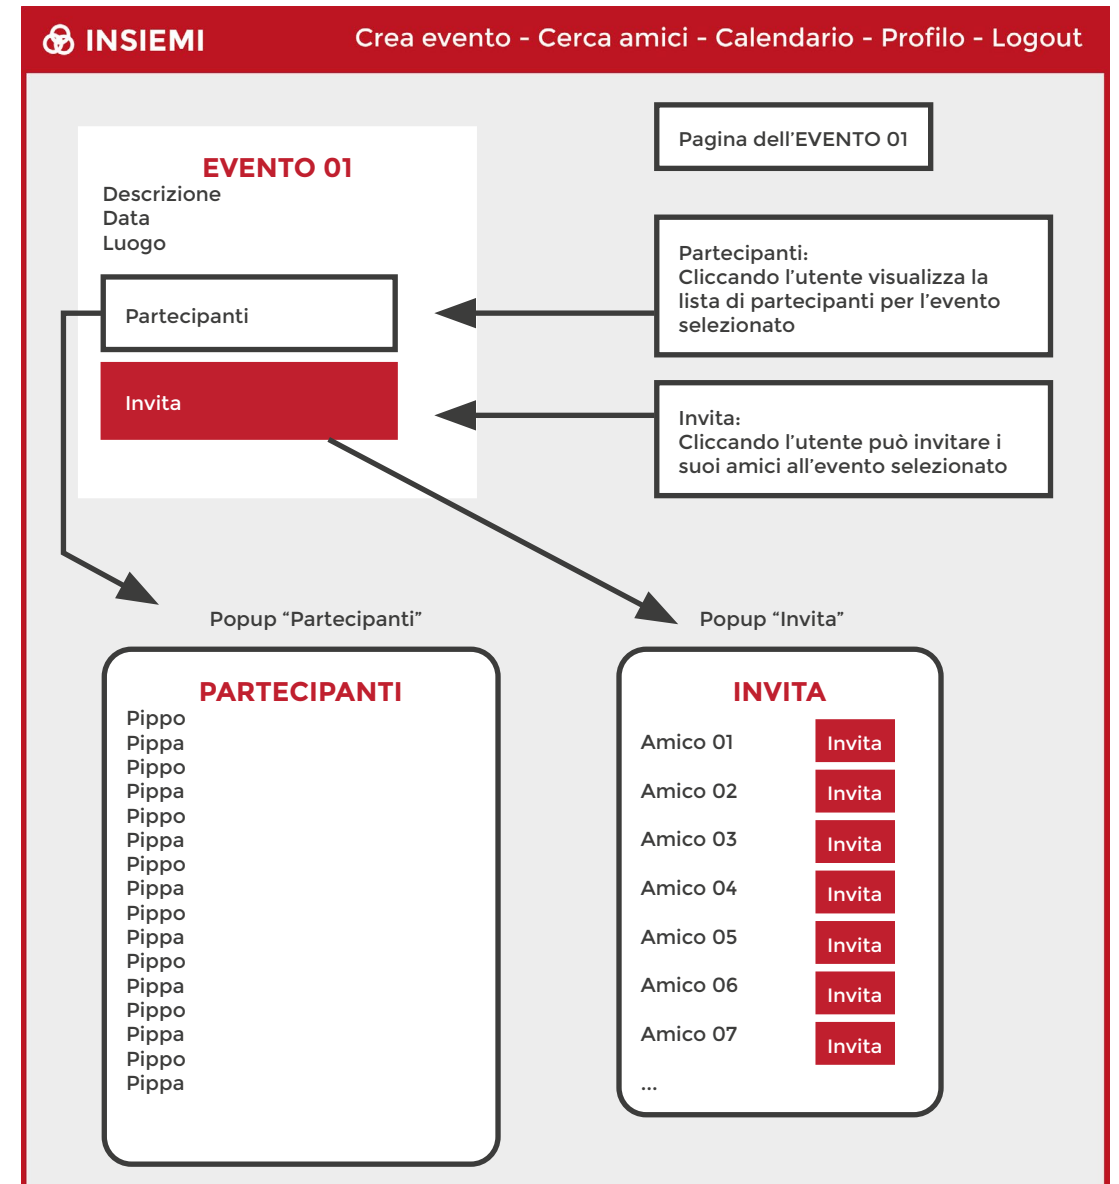 INSIEMI
Crea evento - Cerca amici - Calendario - Profilo - Logout
EVENTO 01
Descrizione
Data
Luogo
Partecipanti
Invita
Pagina dell’EVENTO 01
Partecipanti:
Cliccando l’utente visualizza la
lista di partecipanti per l’evento
selezionato
Invita:
Cliccando l’utente può invitare i
suoi amici all’evento selezionato
Popup “Partecipanti”
PARTECIPANTI
Pippo
Pippa
Pippo
Pippa
Pippo
Pippa
Pippo
Pippa
Pippo
Pippa
Pippo
Pippa
Pippo
Pippa
Pippo
Pippa
Popup “Invita”
INVITA
Amico 01 Invita
Amico 02 Invita
Amico 03 Invita
Amico 04 Invita
Amico 05 Invita
Amico 06 Invita
Amico 07 Invita
...